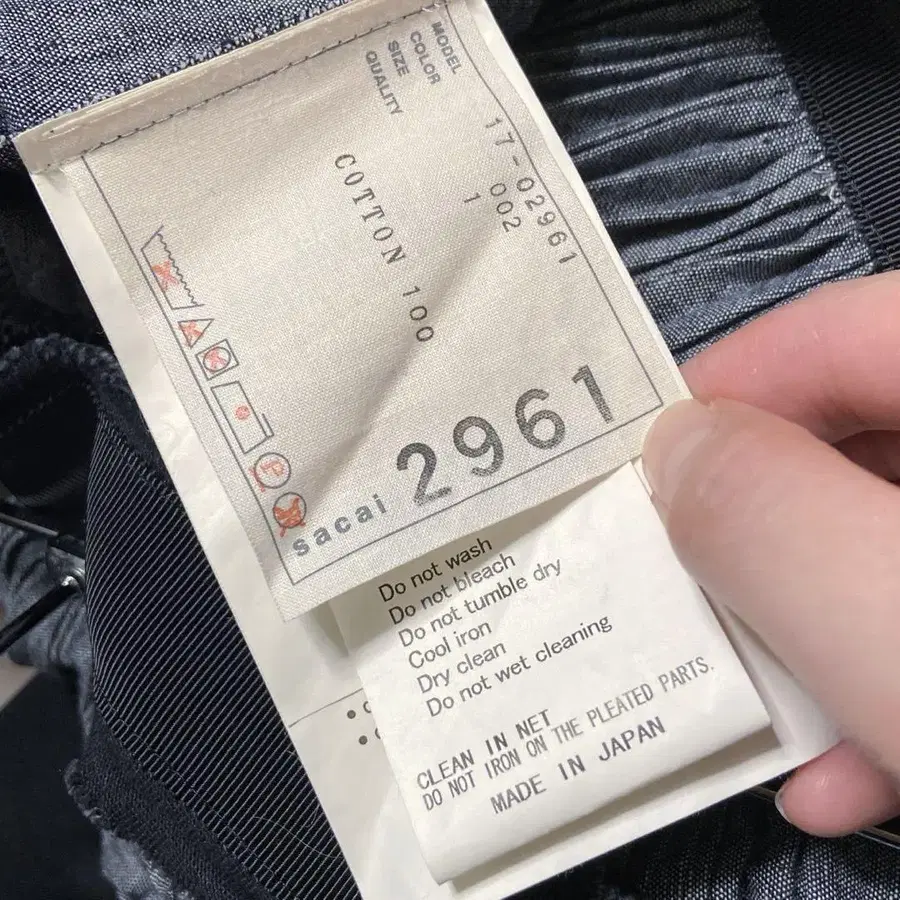 MODEL 17-02961
COLOR 002
SIZE 1
QUALITY
COTTON 100
P
sacai 2961
Do not wash
Do not bleach
Do not tumble dry
Cool iron
Dry clean
Do not wet cleaning
CLEAN IN NET
DO NOT IRON ON THE PLEATED PARTS.
MADE IN JAPAN